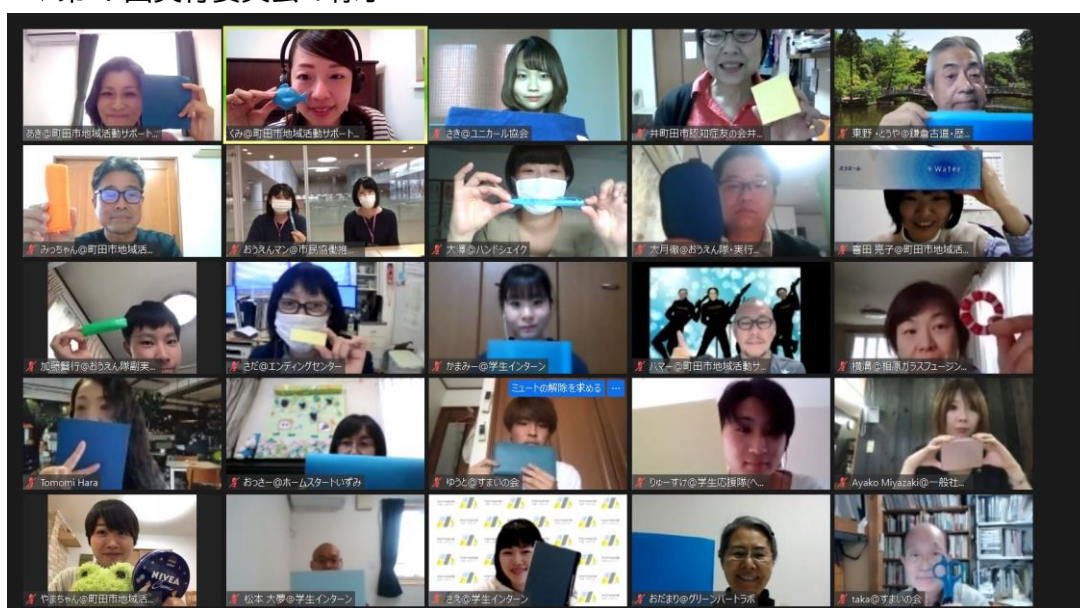 あき@町田市地域活動サポート...
くみ@町田市地域活動サポート...
さき@ユニカール協会
井町田市認知症友の会井...
東野・とうや@鎌倉古道・歴...
+Water
みっちゃん@町田市地域活...
おうえんマン@市民協働推...
大澤@ハンドシェイク
大月徹@おうえん隊・実行...
喜田 亮子@町田市地域活...
加藤賢行@おうえん隊副実...
さだ@エンディングセンター
かまみー@学生インターン
ハマー@町田市地域活動サ...
横溝@相原ガラスフュージン...
ミュートの解除を求める ...
Tomomi Hara
おっさー@ホームスタートいずみ
ゆうと@すまいの会
りゅーすけ@学生応援隊(へ...
Ayako Miyazaki@一般社...
NIVEA
Creme
やまちゃん@町田市地域活...
松本 大夢@学生インターン
さえ@学生インターン
おだまり@グリーンハートラボ
taka@すまいの会